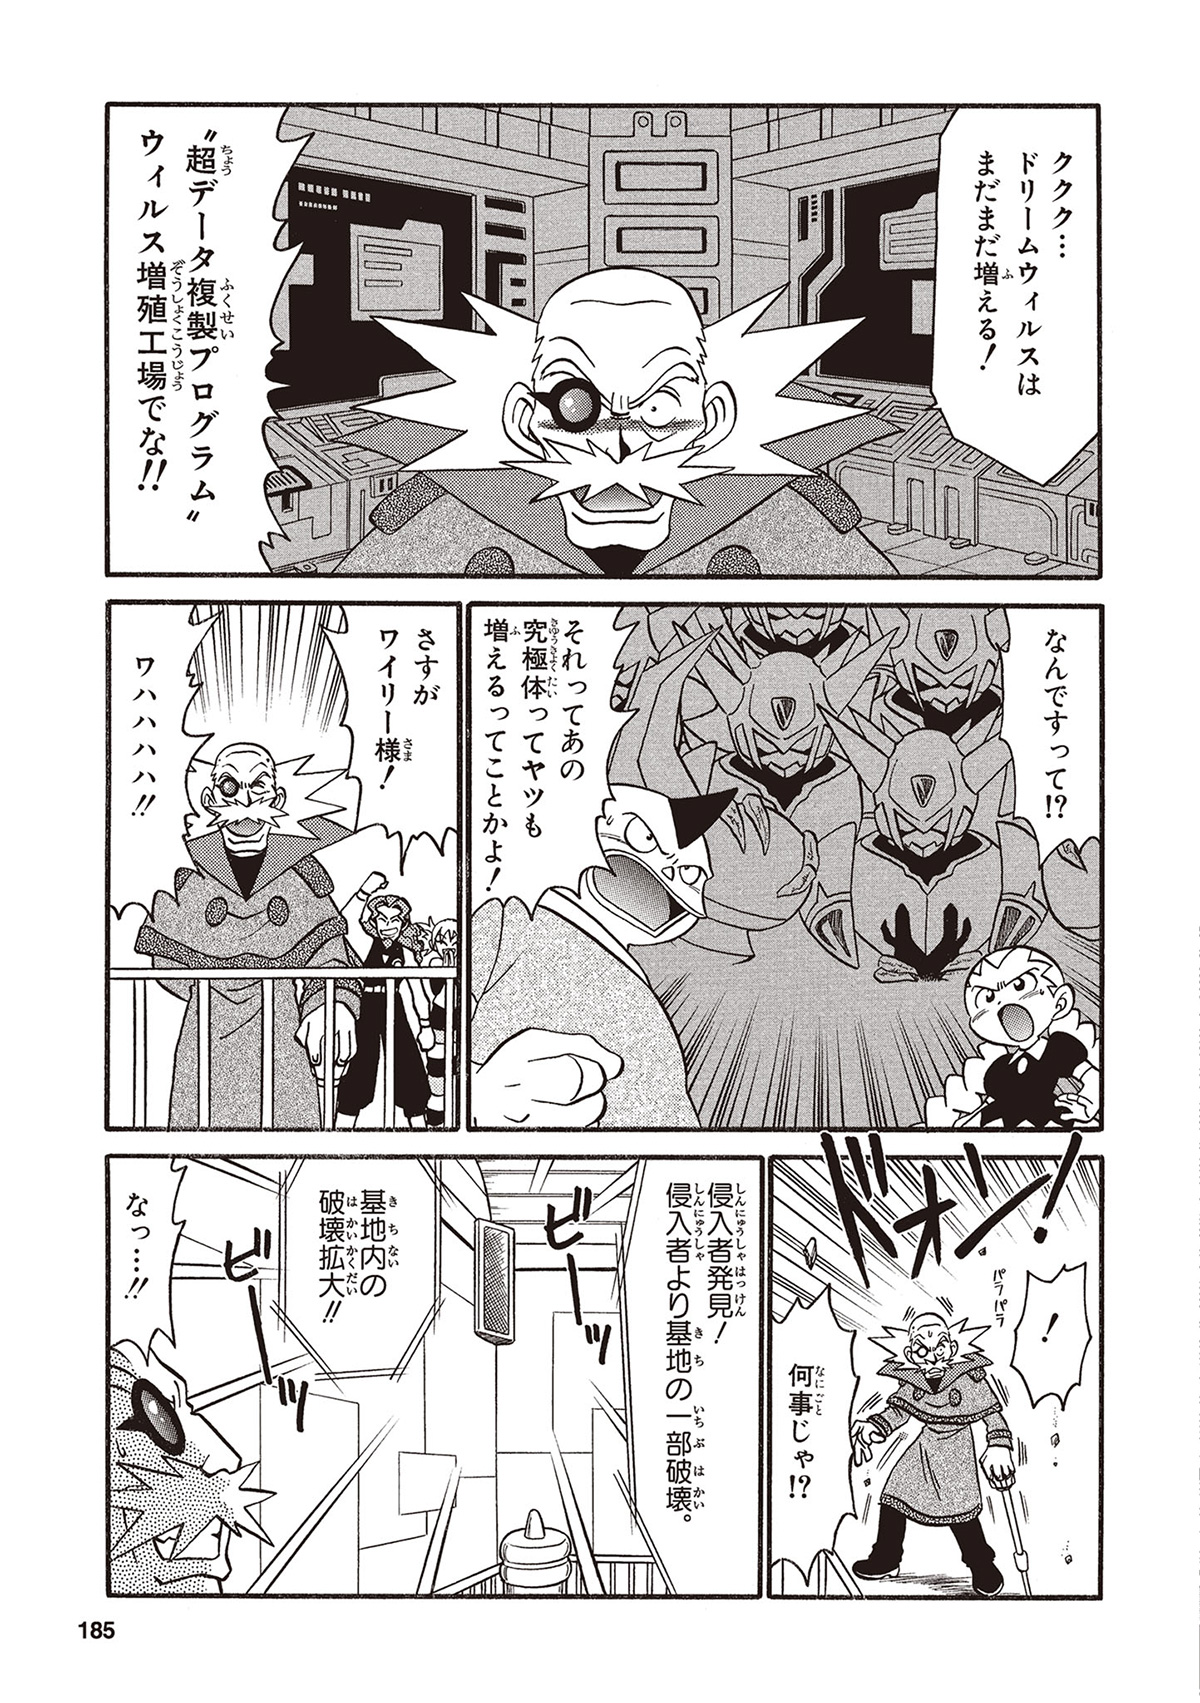 ククク…
ドリームウィルスは
まだまだ増える!
〝超データ複製プログラム〟
ウィルス増殖工場でな!!
なんですって!?
それってあの
究極体ってヤツも
増えるってことかよ!
さすが
ワイリー様!
ワハハハハ!!
ドォン!
パラパラ
パラ
!
何事じゃ!?
侵入者発見!
侵入者より基地の一部破壊。
ビーッ
ビーッ
基地内の
破壊拡大!!
なっ…!!
185